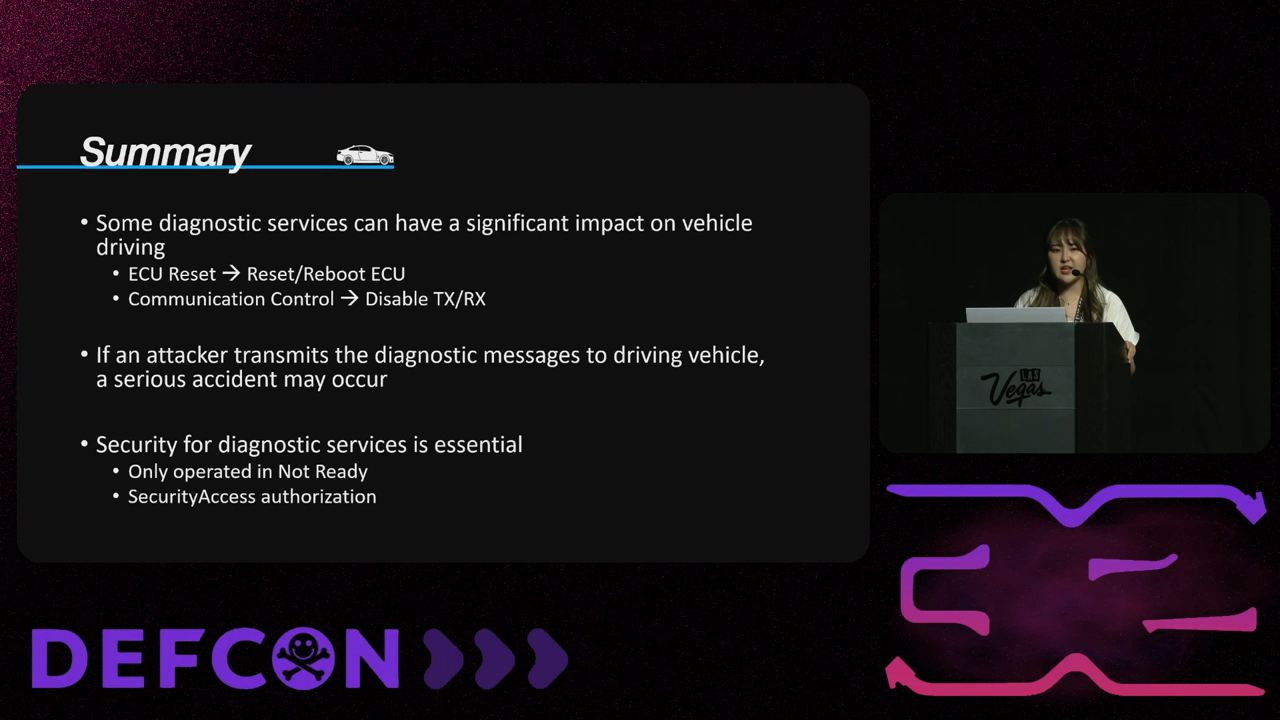 Summary
• Some diagnostic services can have a significant impact on vehicle
driving
• ECU Reset → Reset/Reboot ECU
• Communication Control → Disable TX/RX
• If an attacker transmits the diagnostic messages to driving vehicle,
a serious accident may occur
• Security for diagnostic services is essential
• Only operated in Not Ready
• SecurityAccess authorization
LAS
Vegas
DEFCON